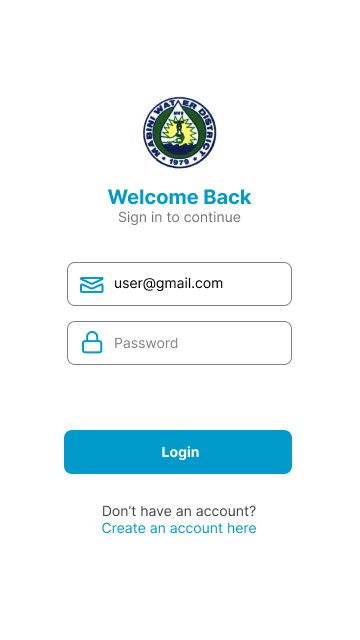 MABINI WATER DISTRICT
1979
Welcome Back
Sign in to continue
user@gmail.com
Password
Login
Don’t have an account?
Create an account here